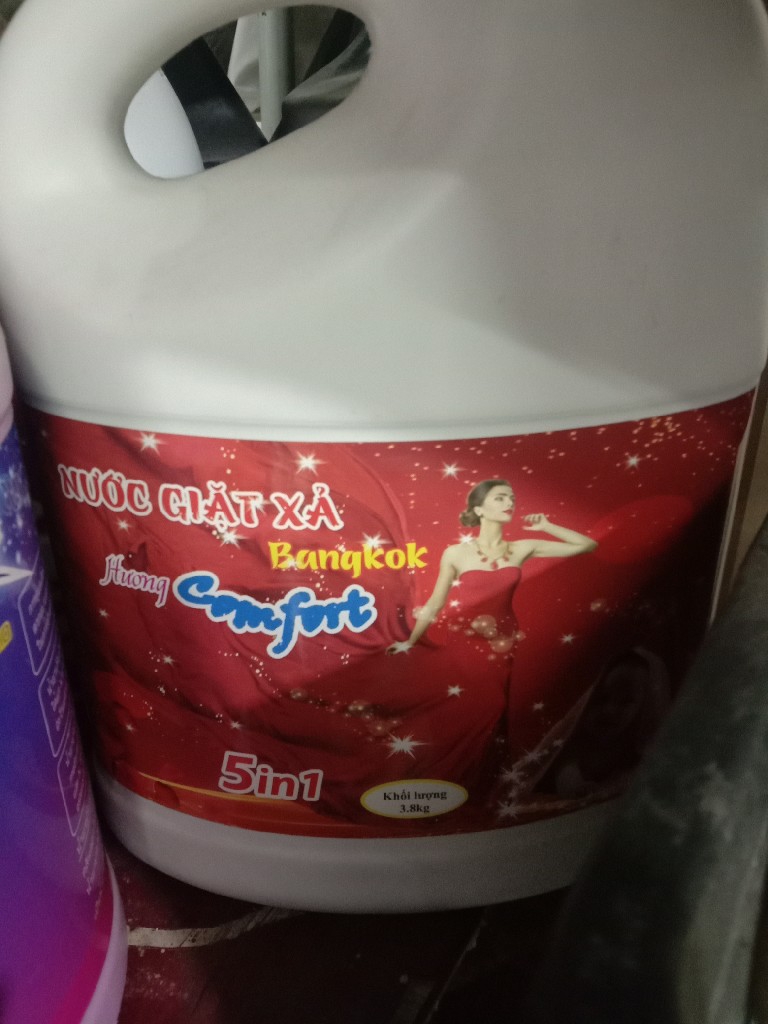 NƯỚC GIẶT XẢ
Bangkok
Hương Comfort
5in1
Khối lượng
3.8kg